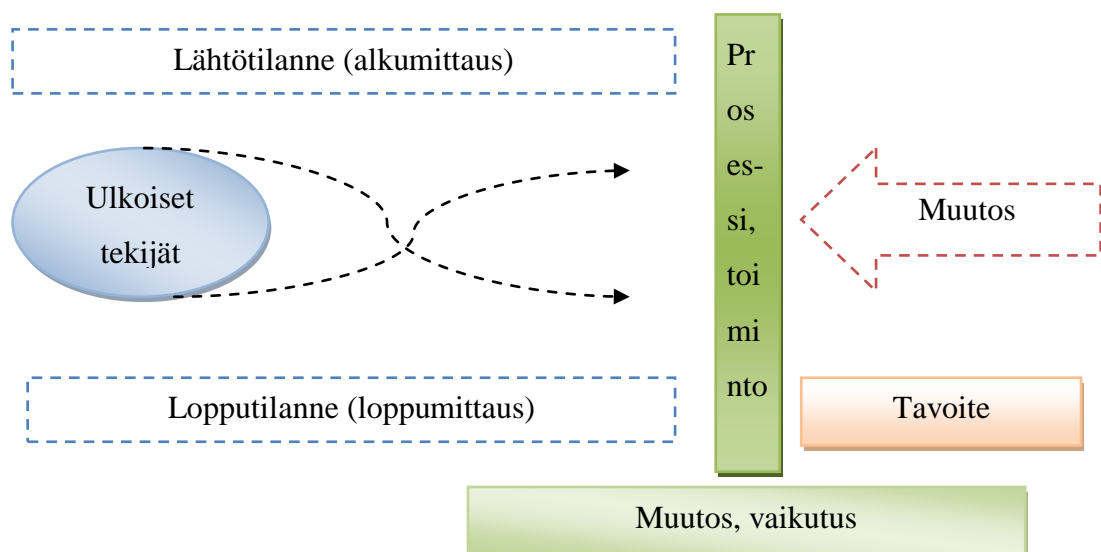 Lähtötilanne (alkumittaus)
Pr
os
es-
si,
toi
mi
nto
Ulkoiset
tekijät
Muutos
Lopputilanne (loppumittaus)
Tavoite
Muutos, vaikutus